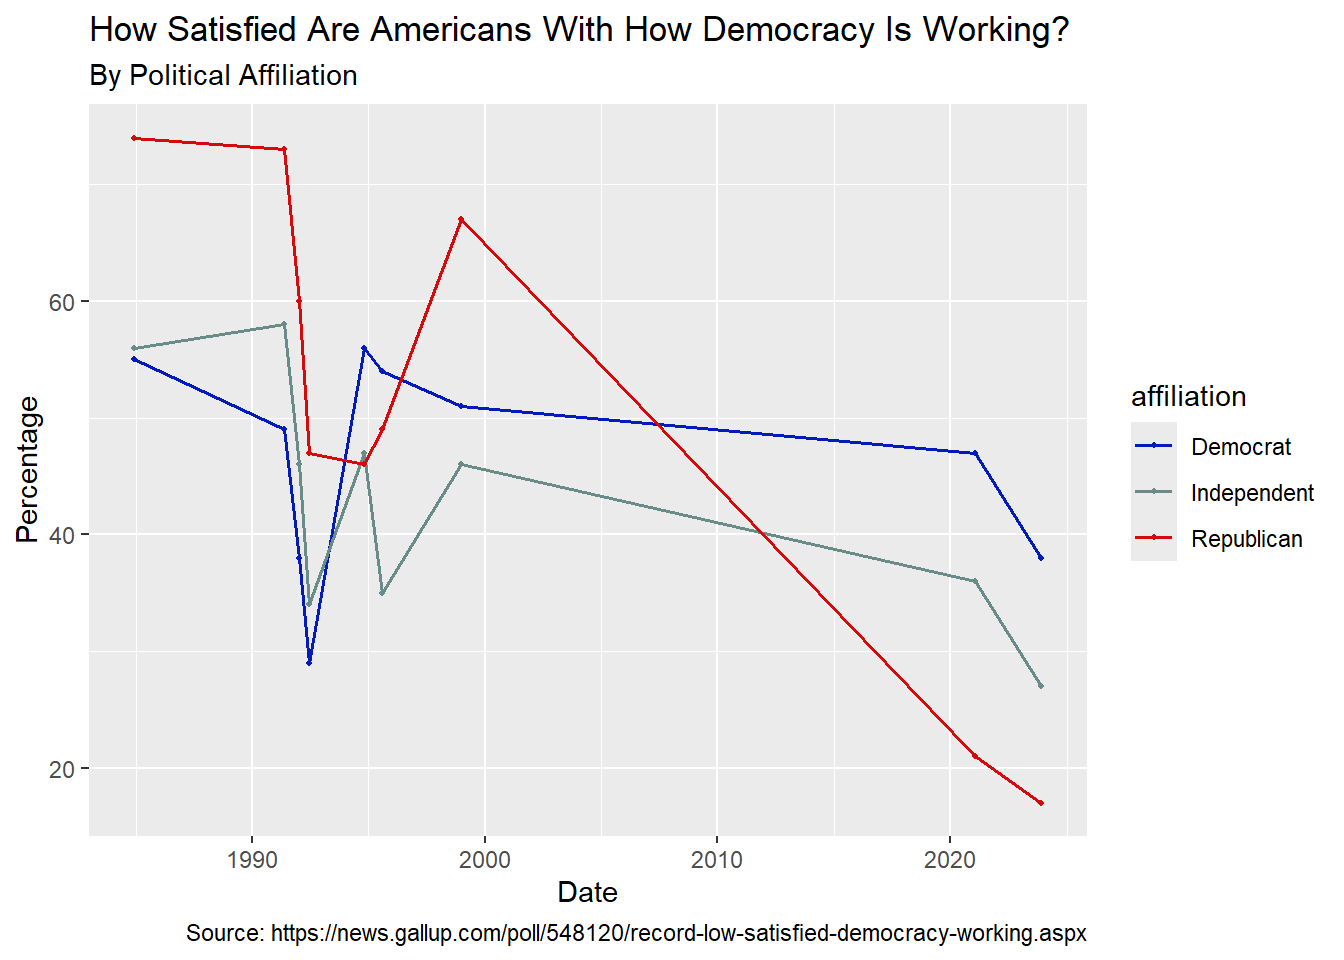 How Satisfied Are Americans With How Democracy Is Working?
By Political Affiliation
60
40
20
Percentage
1990 2000 2010 2020
Date
affiliation
Democrat
Independent
Republican
Source: https://news.gallup.com/poll/548120/record-low-satisfied-democracy-working.aspx